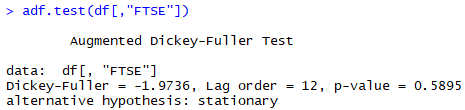 > adf.test(df[,"FTSE"])
Augmented Dickey-Fuller Test
data:  df[, "FTSE"]
Dickey-Fuller = -1.9736, Lag order = 12, p-value = 0.5895
alternative hypothesis: stationary